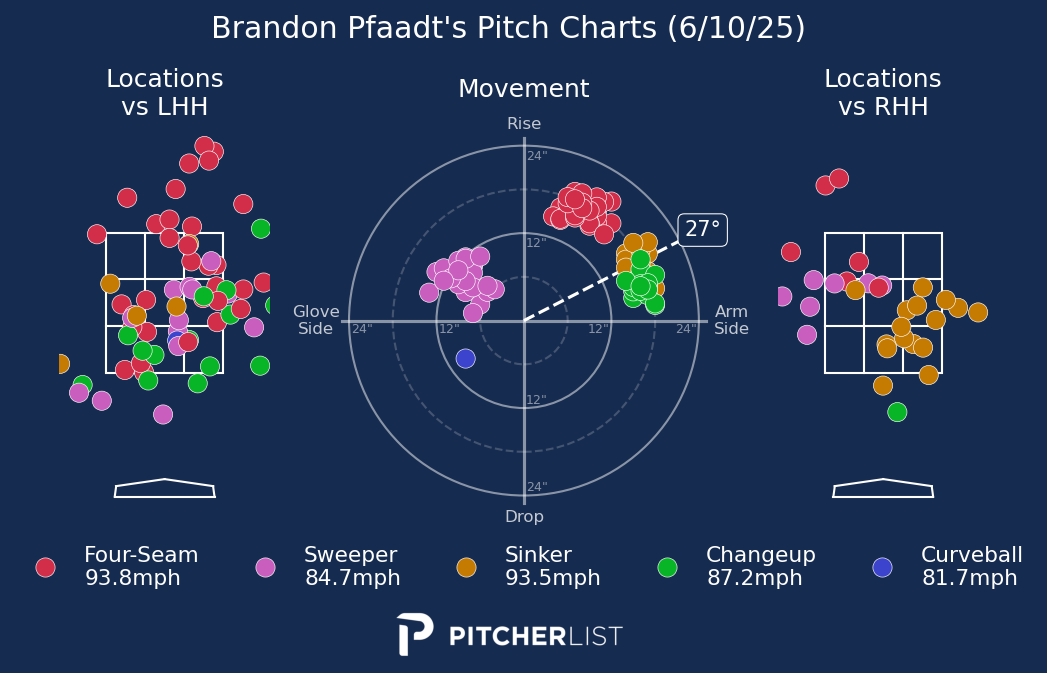 Brandon Pfaadt's Pitch Charts (6/10/25)
Locations
vs LHH
Movement
Locations
vs RHH
Rise
24"
12"
27°
Glove
Side
24"
12"
12"
24"
Arm
Side
12"
24"
Drop
Four-Seam
93.8mph
Sweeper
84.7mph
Sinker
93.5mph
Changeup
87.2mph
Curveball
81.7mph
PITCHERLIST